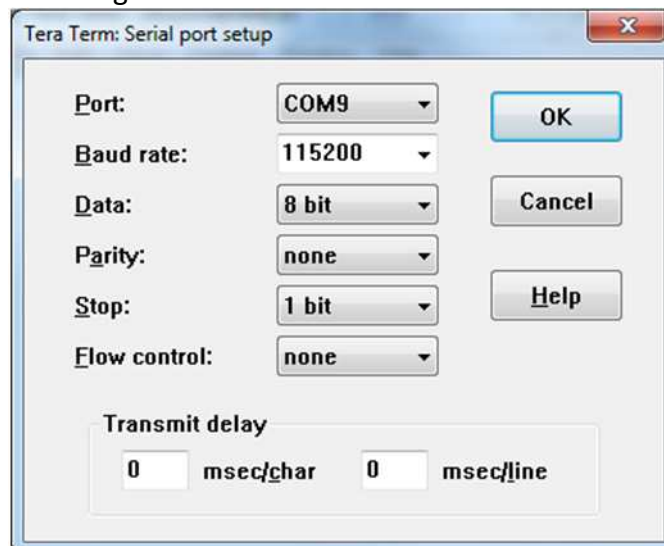 Tera Term: Serial port setup
Port: COM9 OK
Baud rate: 115200
Data: 8 bit Cancel
Parity: none
Stop: 1 bit Help
Flow control: none
Transmit delay
0 msec/char 0 msec/line